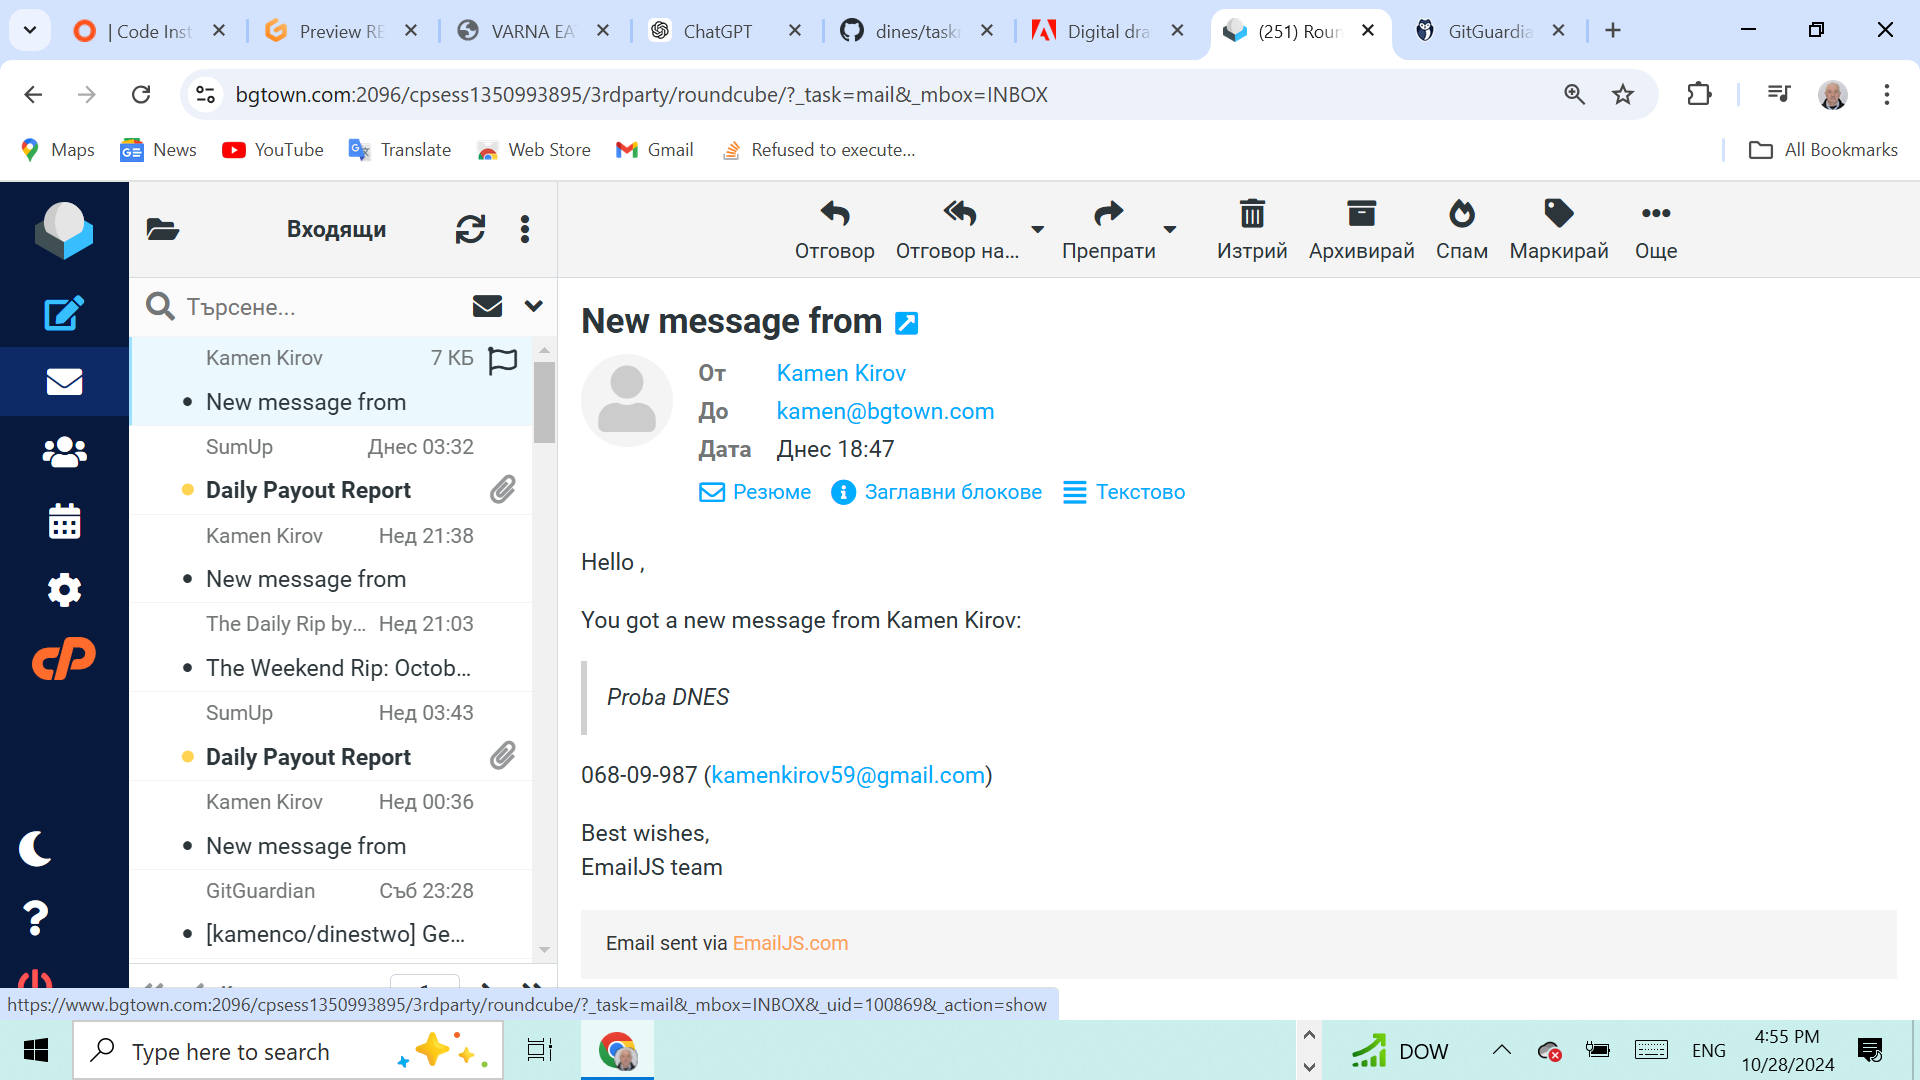 | Code Inst
Preview RE
VARNA EA
ChatGPT
dines/task
Digital dra
(251) Roun
GitGuardia
bgtown.com:2096/cpsess1350993895/3rdparty/roundcube/?_task=mail&_mbox=INBOX
Maps
News
YouTube
Translate
Web Store
Gmail
Refused to execute...
All Bookmarks
Входящи
Отговор
Отговор на...
Препрати
Изтрий
Архивирай
Спам
Маркирай
Още
Търсене...
Kamen Kirov 7 КБ
New message from
SumUp Днес 03:32
Daily Payout Report
Kamen Kirov Нед 21:38
New message from
The Daily Rip by... Нед 21:03
The Weekend Rip: Octob...
SumUp Нед 03:43
Daily Payout Report
Kamen Kirov Нед 00:36
New message from
GitGuardian Съб 23:28
[kamenco/dinestwo] Ge...
cP
New message from
От Kamen Kirov
До kamen@bgtown.com
Дата Днес 18:47
Резюме Заглавни блокове Текстово
Hello ,
You got a new message from Kamen Kirov:
Proba DNES
068-09-987 (kamenkirov59@gmail.com)
Best wishes,
EmailJS team
Email sent via EmailJS.com
https://www.bgtown.com:2096/cpsess1350993895/3rdparty/roundcube/?_task=mail&_mbox=INBOX&_uid=100869&_action=show
Type here to search
DOW
ENG
4:55 PM
10/28/2024